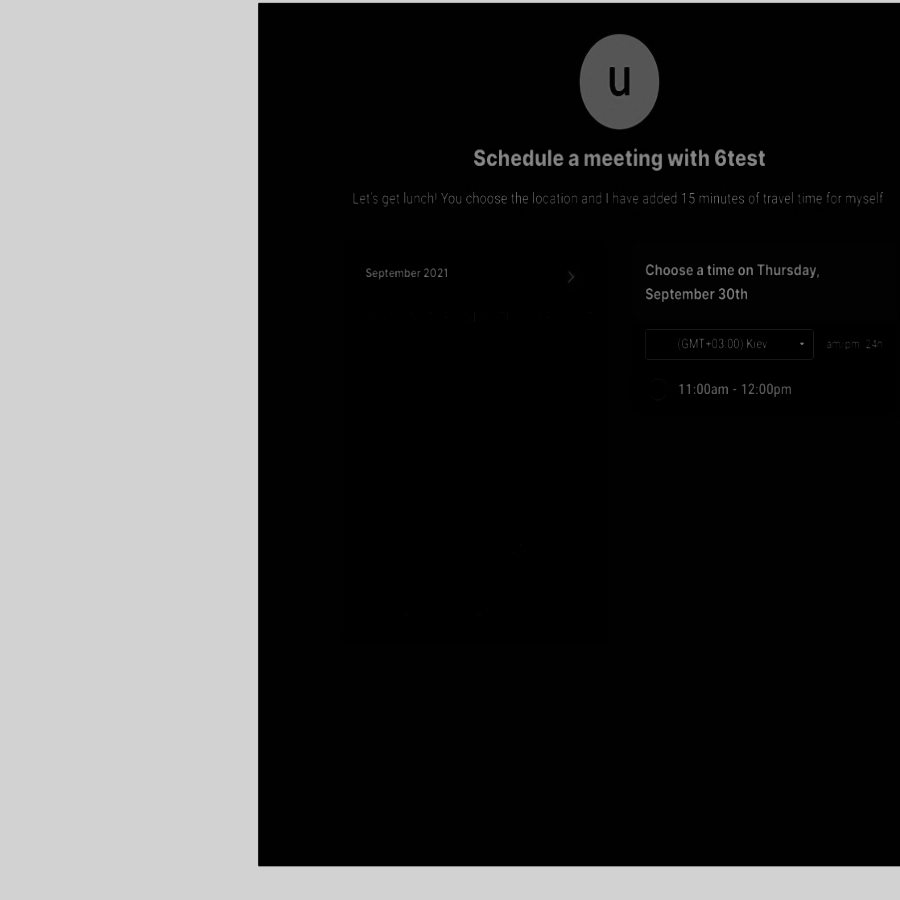 u
Schedule a meeting with 6test
Let's get lunch! You choose the location and I have added 15 minutes of travel time for myself
September 2021
Choose a time on Thursday,
September 30th
(GMT+03:00) Kiev
am/pm 24h
11:00am - 12:00pm